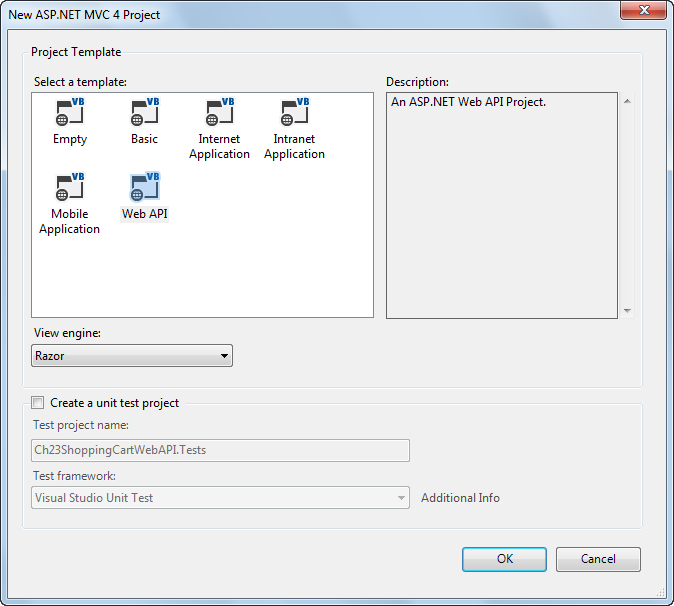 New ASP.NET MVC 4 Project
Project Template
Select a template:
Description:
VB VB VB VB
Empty Basic Internet Application Intranet Application
An ASP.NET Web API Project.
VB VB
Mobile Application Web API
View engine:
Razor
Create a unit test project
Test project name:
Ch23ShoppingCartWebAPI.Tests
Test framework:
Visual Studio Unit Test
Additional Info
OK Cancel